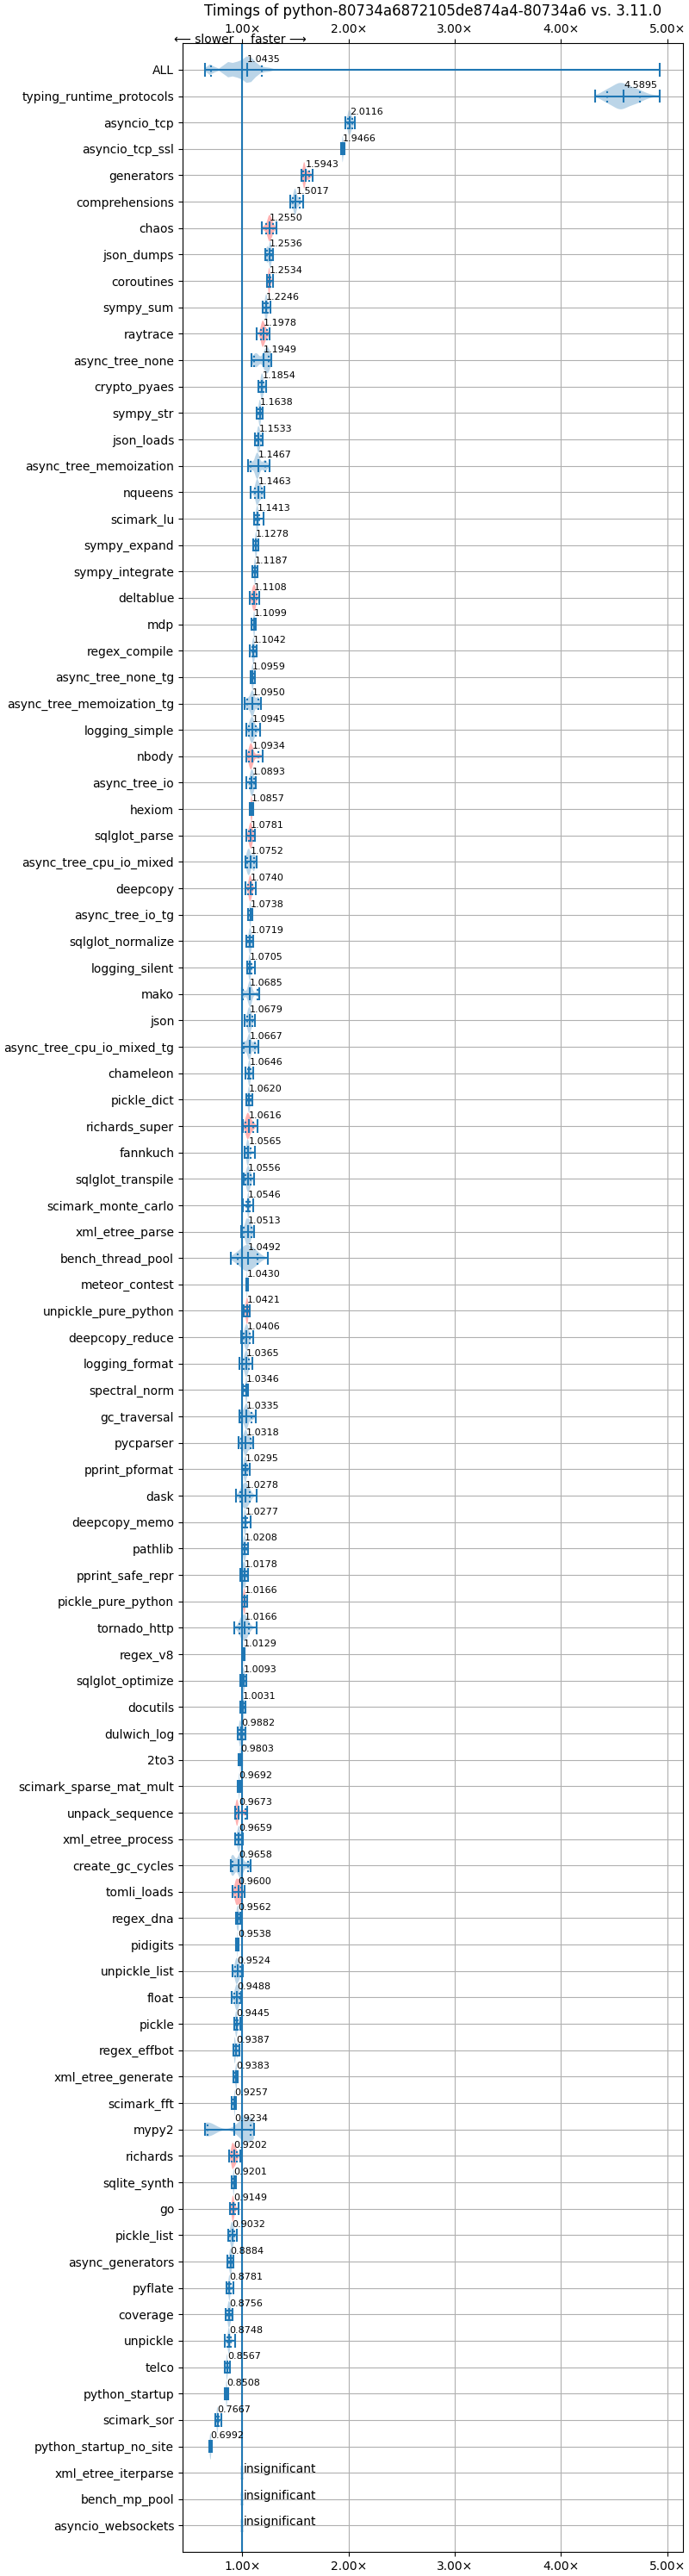 Timings of python-80734a6872105de874a4-80734a6 vs. 3.11.0
⟵ slower faster ⟶
1.00× 2.00× 3.00× 4.00× 5.00×
ALL 1.0435
typing_runtime_protocols 4.5895
asyncio_tcp 2.0116
asyncio_tcp_ssl 1.9466
generators 1.5943
comprehensions 1.5017
chaos 1.2550
json_dumps 1.2536
coroutines 1.2534
sympy_sum 1.2246
raytrace 1.1978
async_tree_none 1.1949
crypto_pyaes 1.1854
sympy_str 1.1638
json_loads 1.1533
async_tree_memoization 1.1467
nqueens 1.1463
scimark_lu 1.1413
sympy_expand 1.1278
sympy_integrate 1.1187
deltablue 1.1108
mdp 1.1099
regex_compile 1.1042
async_tree_none_tg 1.0959
async_tree_memoization_tg 1.0950
logging_simple 1.0945
nbody 1.0934
async_tree_io 1.0893
hexiom 1.0857
sqlglot_parse 1.0781
async_tree_cpu_io_mixed 1.0752
deepcopy 1.0740
async_tree_io_tg 1.0738
sqlglot_normalize 1.0719
logging_silent 1.0705
mako 1.0685
json 1.0679
async_tree_cpu_io_mixed_tg 1.0667
chameleon 1.0646
pickle_dict 1.0620
richards_super 1.0616
fannkuch 1.0565
sqlglot_transpile 1.0556
scimark_monte_carlo 1.0546
xml_etree_parse 1.0513
bench_thread_pool 1.0492
meteor_contest 1.0430
unpickle_pure_python 1.0421
deepcopy_reduce 1.0406
logging_format 1.0365
spectral_norm 1.0346
gc_traversal 1.0335
pycparser 1.0318
pprint_pformat 1.0295
dask 1.0278
deepcopy_memo 1.0277
pathlib 1.0208
pprint_safe_repr 1.0178
pickle_pure_python 1.0166
tornado_http 1.0166
regex_v8 1.0129
sqlglot_optimize 1.0093
docutils 1.0031
dulwich_log 0.9882
2to3 0.9803
scimark_sparse_mat_mult 0.9692
unpack_sequence 0.9673
xml_etree_process 0.9659
create_gc_cycles 0.9658
tomli_loads 0.9600
regex_dna 0.9562
pidigits 0.9538
unpickle_list 0.9524
float 0.9488
pickle 0.9445
regex_effbot 0.9387
xml_etree_generate 0.9383
scimark_fft 0.9257
mypy2 0.9234
richards 0.9202
sqlite_synth 0.9201
go 0.9149
pickle_list 0.9032
async_generators 0.8884
pyflate 0.8781
coverage 0.8756
unpickle 0.8748
telco 0.8567
python_startup 0.8508
scimark_sor 0.7667
python_startup_no_site 0.6992
xml_etree_iterparse insignificant
bench_mp_pool insignificant
asyncio_websockets insignificant
1.00× 2.00× 3.00× 4.00× 5.00×